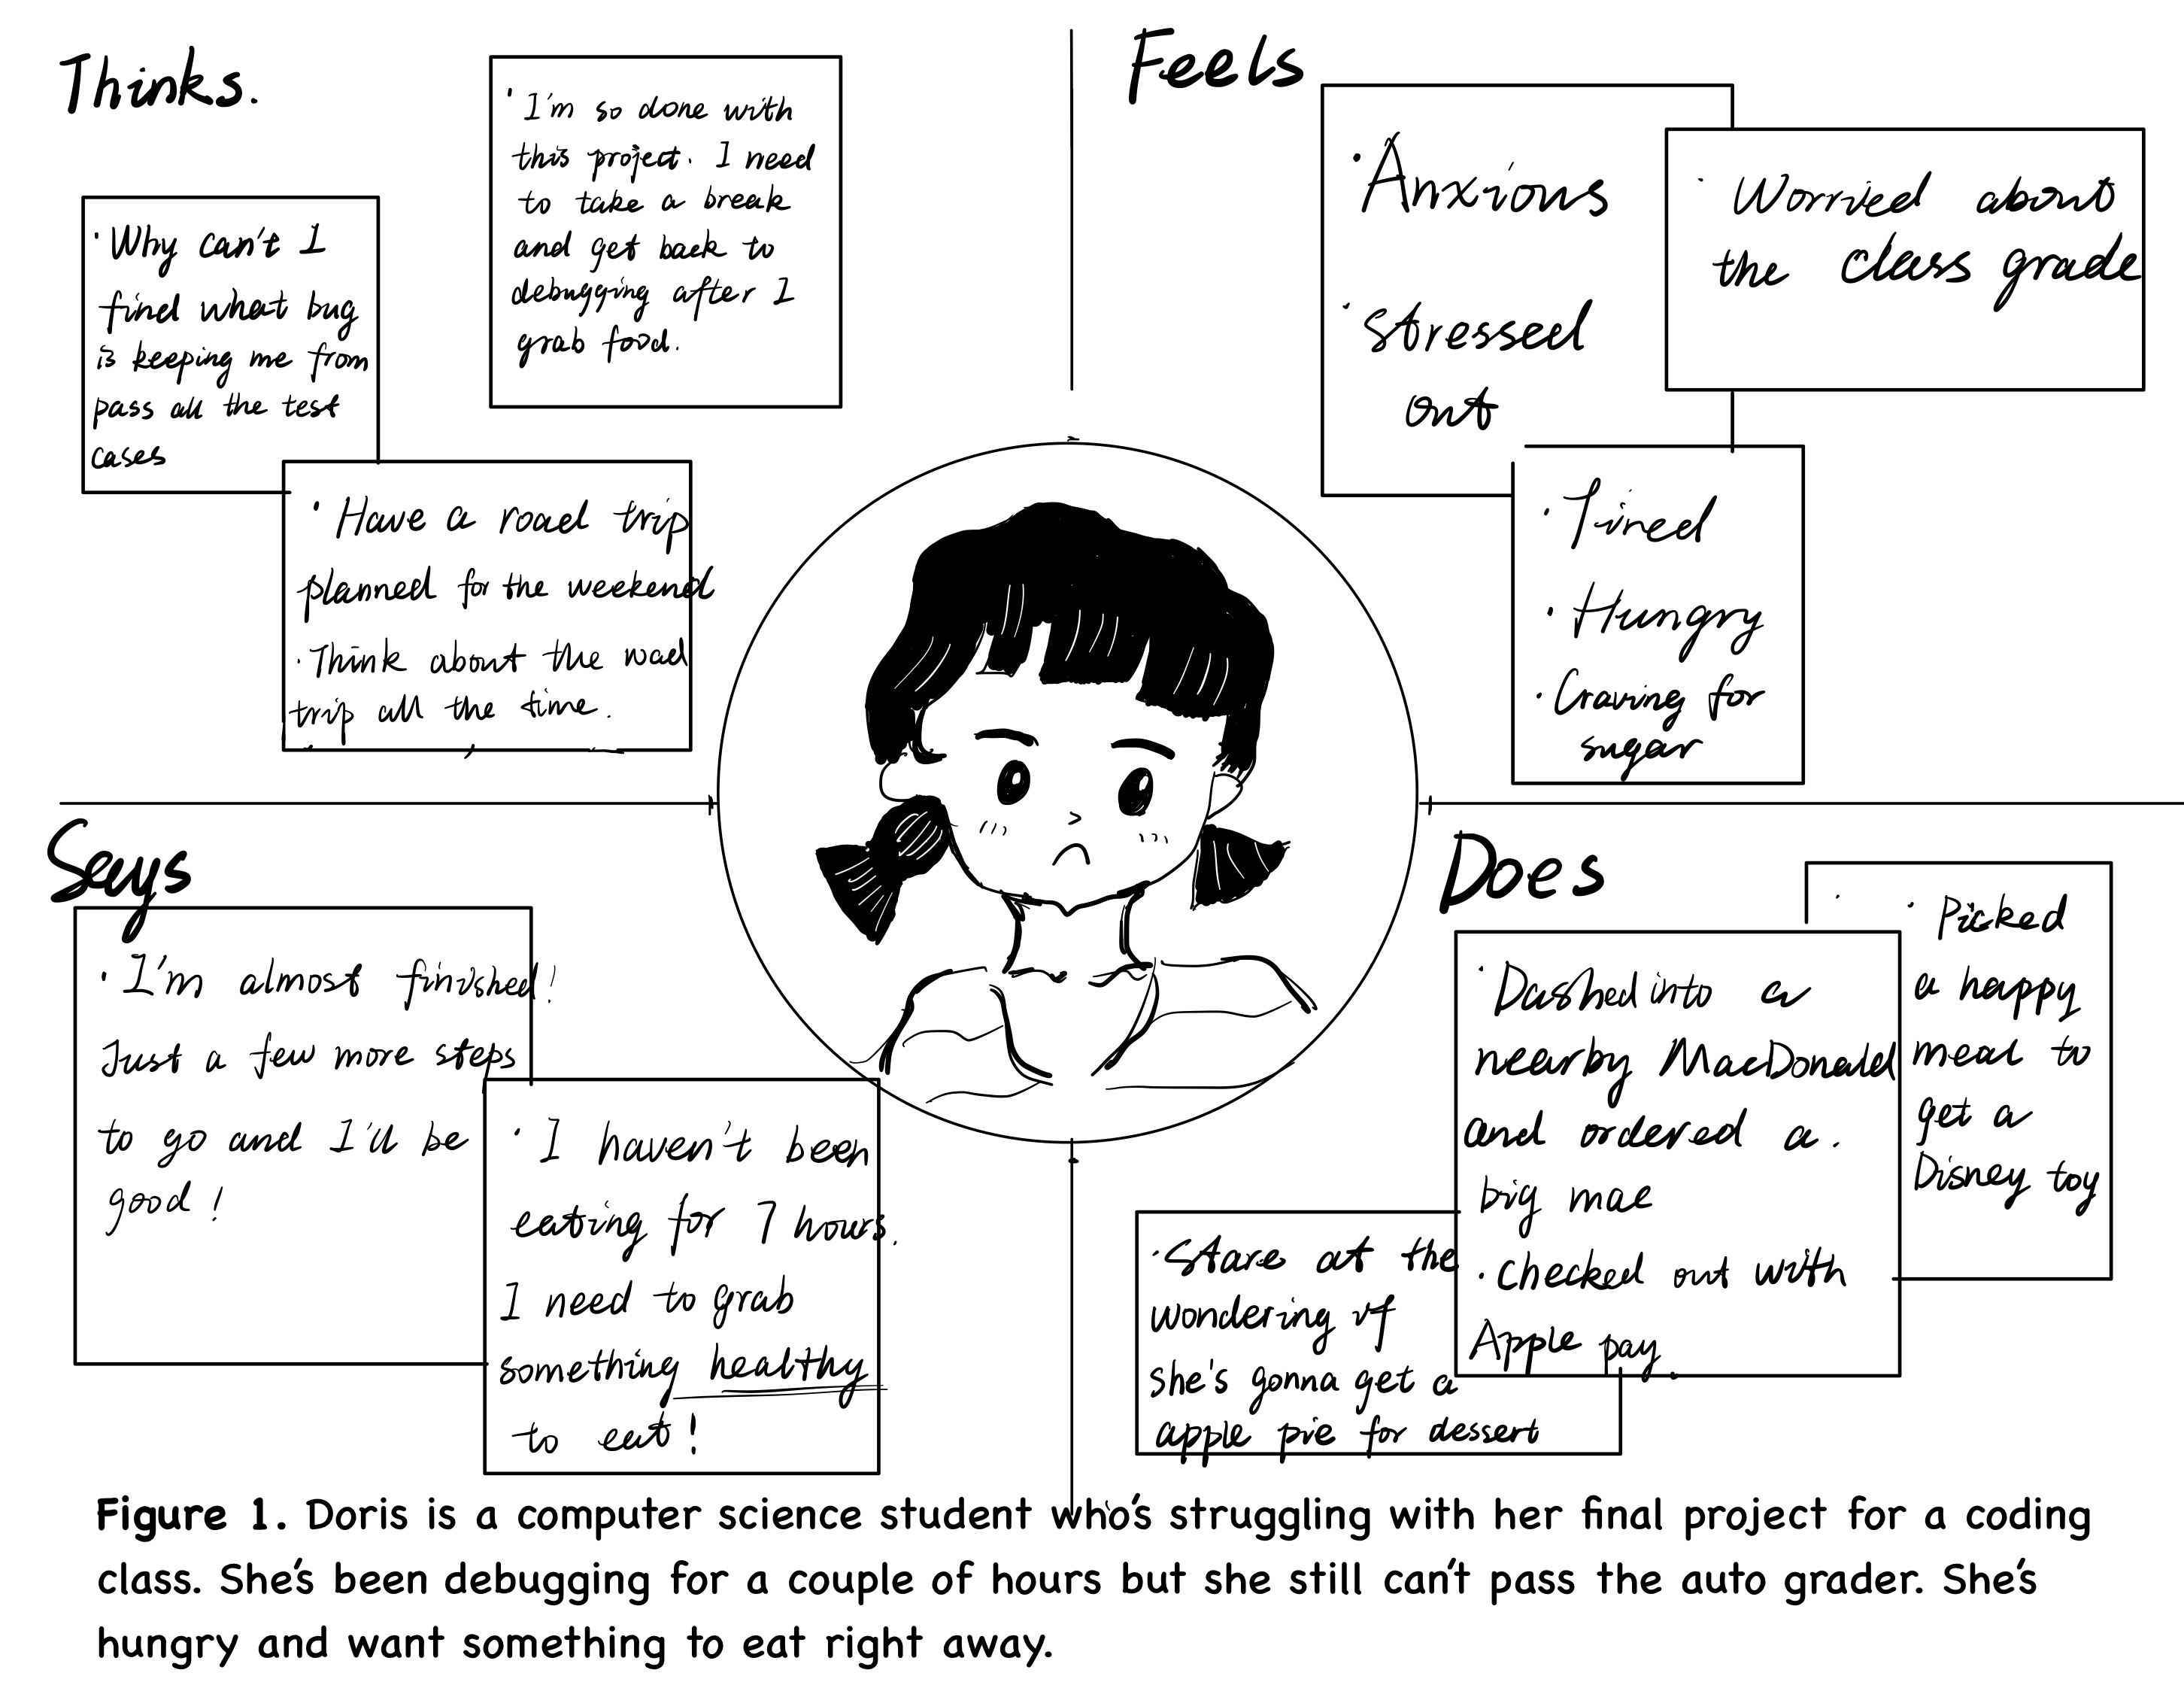 Thinks.
· I'm so done with
this project. I need
to take a break
and get back to
debugging after I
grab food.
· Why can't I
find what bug
is keeping me from
pass all the test
cases
· Have a road trip
planned for the weekend
· Think about the road
trip all the time.
Feels
· Anxious
· Stressed
out
· Worried about
the class grade
· Tired
· Hungry
· Craving for
sugar
Says
· I'm almost finished!
Just a few more steps
to go and I'll be
good!
· I haven't been
eating for 7 hours.
I need to grab
something healthy
to eat!
Does
· Picked
a happy
meal to
get a
Disney toy
· Dashed into a
nearby MacDonald
and ordered a.
big mac
· Checked out with
Apple pay.
· Stare at the
wondering if
she's gonna get a
apple pie for dessert
Figure 1. Doris is a computer science student who's struggling with her final project for a coding
class. She's been debugging for a couple of hours but she still can't pass the auto grader. She's
hungry and want something to eat right away.